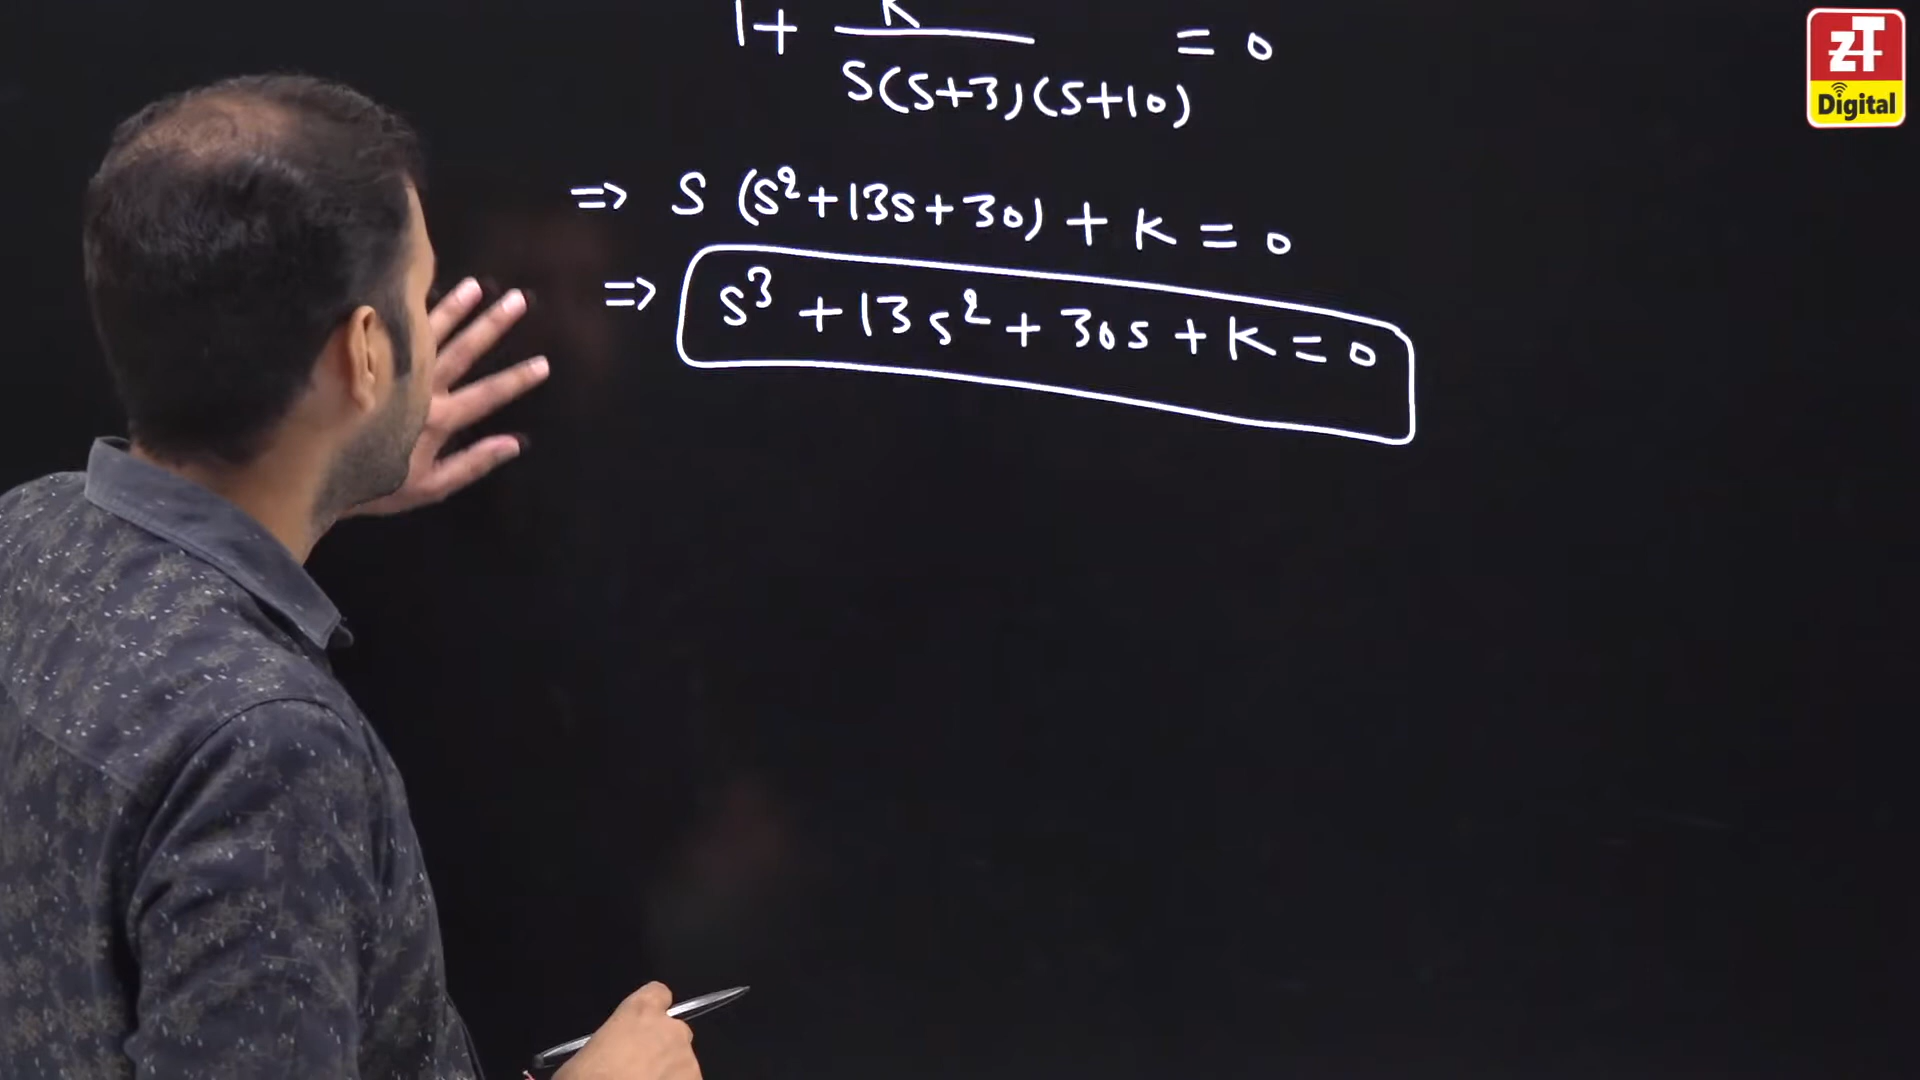 1 + K / S(S+3)(S+10) = 0
=> S (S² + 13S + 30) + K = 0
=> S³ + 13S² + 30S + K = 0
ZT
Digital